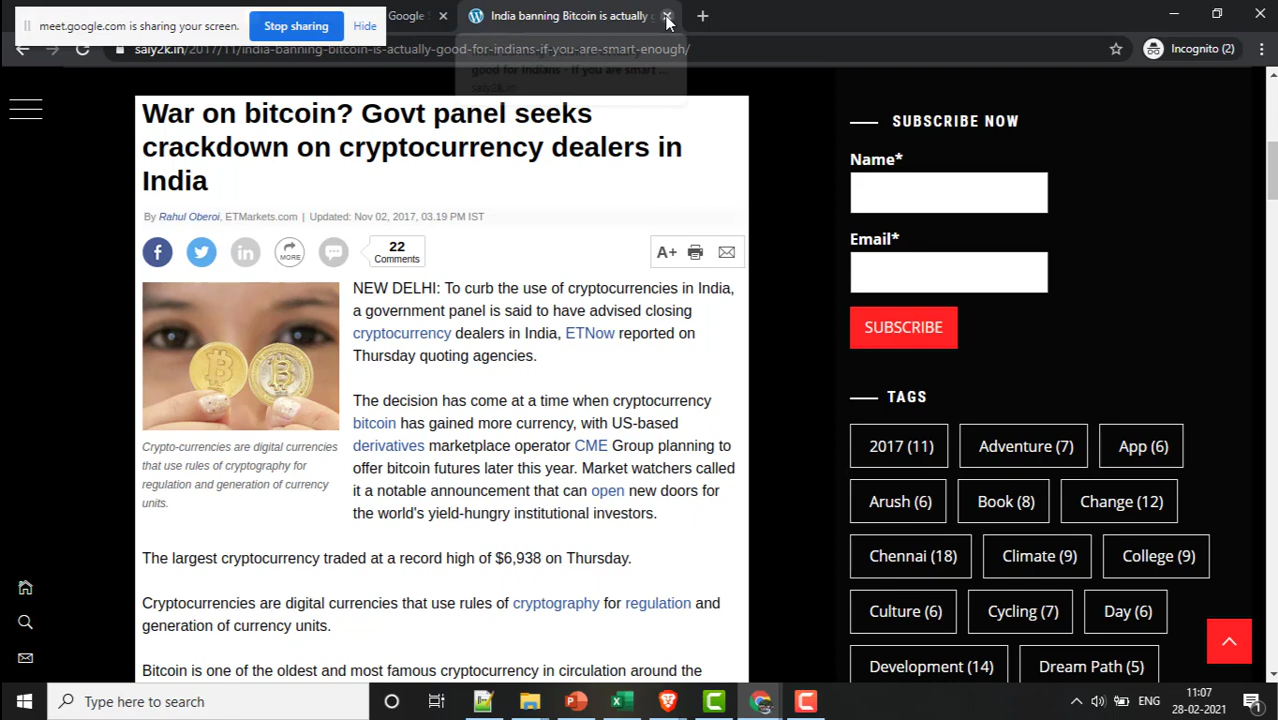 meet.google.com is sharing your screen.
Stop sharing
Hide
Google
India banning Bitcoin is actually
saiy2k.in/2017/11/india-banning-bitcoin-is-actually-good-for-indians-if-you-are-smart-enough/
Incognito (2)
good for Indians - If you are smart ...
saiy2k.in
War on bitcoin? Govt panel seeks
crackdown on cryptocurrency dealers in
India
By Rahul Oberoi, ETMarkets.com | Updated: Nov 02, 2017, 03.19 PM IST
MORE
22
Comments
A+
NEW DELHI: To curb the use of cryptocurrencies in India,
a government panel is said to have advised closing
cryptocurrency dealers in India, ETNow reported on
Thursday quoting agencies.
The decision has come at a time when cryptocurrency
bitcoin has gained more currency, with US-based
derivatives marketplace operator CME Group planning to
offer bitcoin futures later this year. Market watchers called
it a notable announcement that can open new doors for
the world's yield-hungry institutional investors.
Crypto-currencies are digital currencies
that use rules of cryptography for
regulation and generation of currency
units.
The largest cryptocurrency traded at a record high of $6,938 on Thursday.
Cryptocurrencies are digital currencies that use rules of cryptography for regulation and
generation of currency units.
Bitcoin is one of the oldest and most famous cryptocurrency in circulation around the
SUBSCRIBE NOW
Name*
Email*
SUBSCRIBE
TAGS
2017 (11)
Adventure (7)
App (6)
Arush (6)
Book (8)
Change (12)
Chennai (18)
Climate (9)
College (9)
Culture (6)
Cycling (7)
Day (6)
Development (14)
Dream Path (5)
Type here to search
ENG
11:07
28-02-2021
1